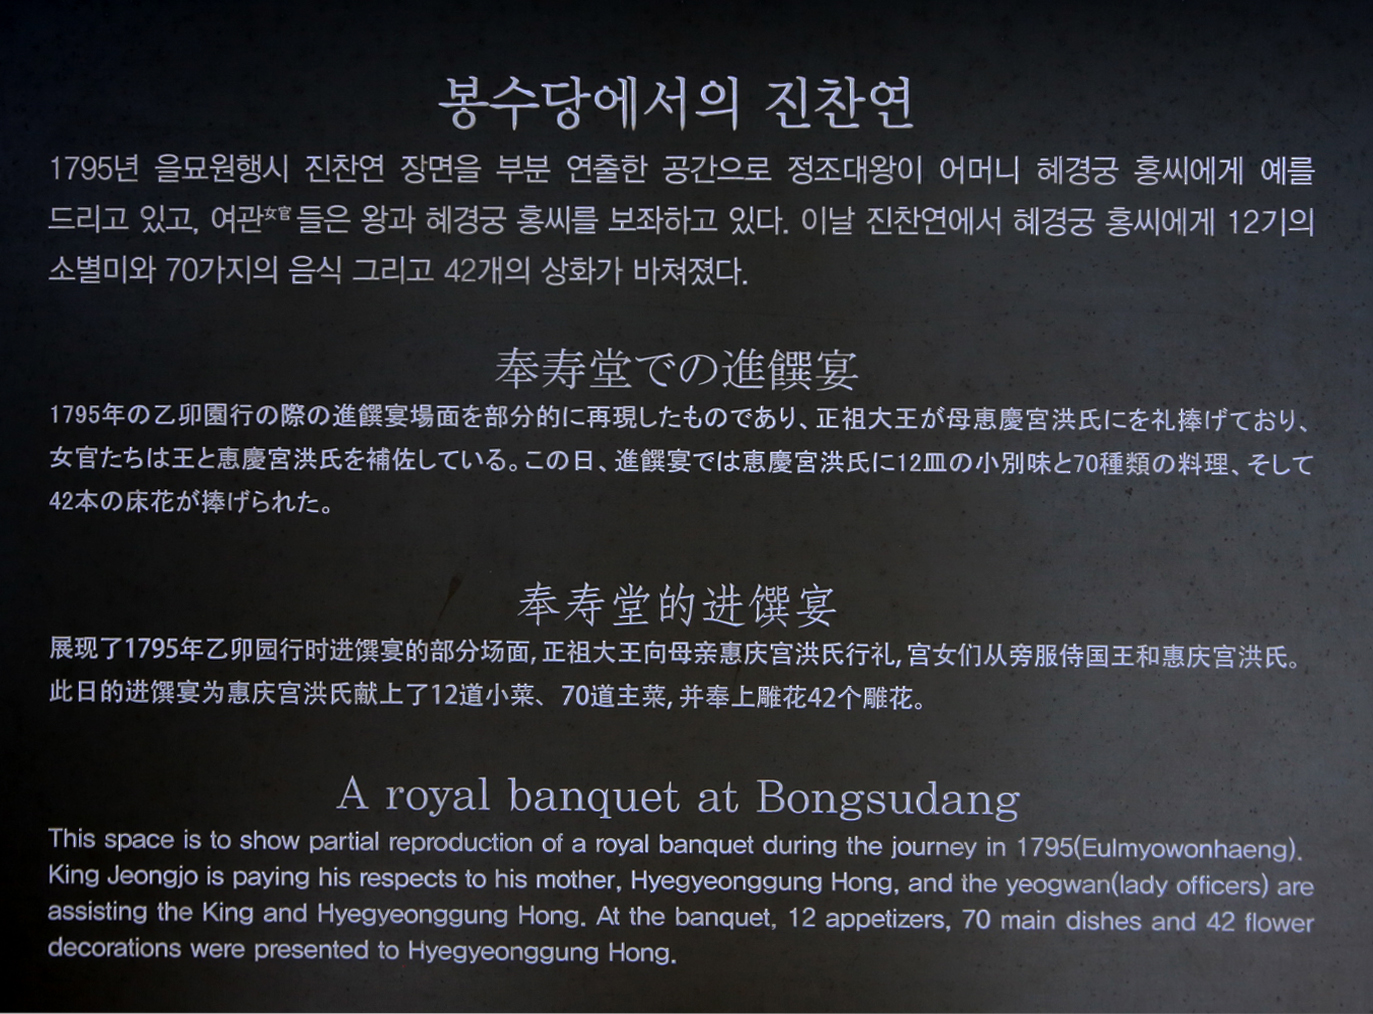 봉수당에서의 진찬연
1795년 을묘원행시 진찬연 장면을 부분 연출한 공간으로 정조대왕이 어머니 혜경궁 홍씨에게 예를
드리고 있고, 여관女官들은 왕과 혜경궁 홍씨를 보좌하고 있다. 이날 진찬연에서 혜경궁 홍씨에게 12기의
소별미와 70가지의 음식 그리고 42개의 상화가 바쳐졌다.
奉寿堂での進饌宴
1795年の乙卯園行の際の進饌宴場面を部分的に再現したものであり、正祖大王が母恵慶宮洪氏にを礼捧げており、
女官たちは王と恵慶宮洪氏を補佐している。この日、進饌宴では恵慶宮洪氏に12皿の小別味と70種類の料理、そして
42本の床花が捧げられた。
奉寿堂的进馔宴
展现了1795年乙卯园行时进馔宴的部分场面,正祖大王向母亲惠庆宫洪氏行礼,宫女们从旁服侍国王和惠庆宫洪氏。
此日的进馔宴为惠庆宫洪氏献上了12道小菜、70道主菜,并奉上雕花42个雕花。
A royal banquet at Bongsudang
This space is to show partial reproduction of a royal banquet during the journey in 1795(Eulmyowonhaeng).
King Jeongjo is paying his respects to his mother, Hyegyeonggung Hong, and the yeogwan(lady officers) are
assisting the King and Hyegyeonggung Hong. At the banquet, 12 appetizers, 70 main dishes and 42 flower
decorations were presented to Hyegyeonggung Hong.